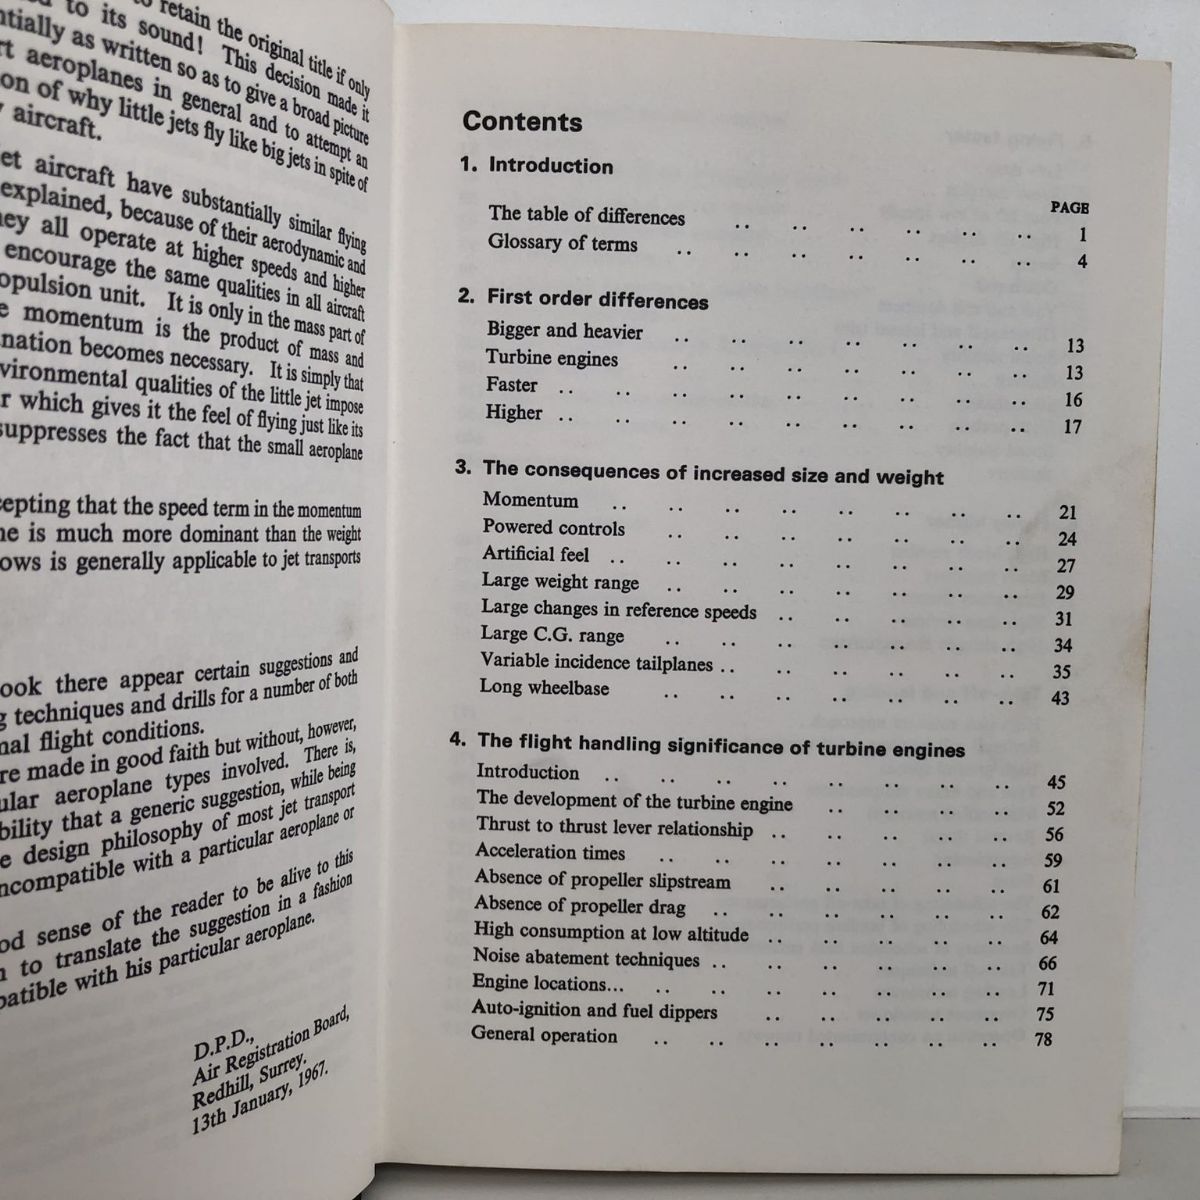 to retain the original title if only
to its sound! This decision made it
as written so as to give a broad picture
aeroplanes in general and to attempt an
of why little jets fly like big jets in spite of
aircraft.
aircraft have substantially similar flying
explained, because of their aerodynamic and
all operate at higher speeds and higher
encourage the same qualities in all aircraft
unit. It is only in the mass part of
momentum is the product of mass and
becomes necessary. It is simply that
qualities of the little jet impose
which gives it the feel of flying just like its
suppresses the fact that the small aeroplane
that the speed term in the momentum
is much more dominant than the weight
is generally applicable to jet transports
there appear certain suggestions and
techniques and drills for a number of both
flight conditions.
made in good faith but without, however,
aeroplane types involved. There is,
that a generic suggestion, while being
design philosophy of most jet transport
incompatible with a particular aeroplane or
sense of the reader to be alive to this
to translate the suggestion in a fashion
with his particular aeroplane.
D.P.D.,
Air Registration Board,
Redhill, Surrey.
13th January, 1967.
Contents
1. Introduction
PAGE
The table of differences .. .. .. .. .. .. 1
Glossary of terms .. .. .. .. .. .. .. 4
2. First order differences
Bigger and heavier .. .. .. .. .. .. .. 13
Turbine engines .. .. .. .. .. .. .. 13
Faster .. .. .. .. .. .. .. .. .. 16
Higher .. .. .. .. .. .. .. .. .. 17
3. The consequences of increased size and weight
Momentum .. .. .. .. .. .. .. .. 21
Powered controls .. .. .. .. .. .. .. 24
Artificial feel .. .. .. .. .. .. .. .. 27
Large weight range .. .. .. .. .. .. .. 29
Large changes in reference speeds .. .. .. .. .. 31
Large C.G. range .. .. .. .. .. .. .. 34
Variable incidence tailplanes .. .. .. .. .. .. 35
Long wheelbase .. .. .. .. .. .. .. 43
4. The flight handling significance of turbine engines
Introduction .. .. .. .. .. .. .. .. 45
The development of the turbine engine .. .. .. .. 52
Thrust to thrust lever relationship .. .. .. .. .. 56
Acceleration times .. .. .. .. .. .. .. 59
Absence of propeller slipstream .. .. .. .. .. 61
Absence of propeller drag .. .. .. .. .. .. 62
High consumption at low altitude .. .. .. .. .. 64
Noise abatement techniques .. .. .. .. .. .. 66
Engine locations... .. .. .. .. .. .. .. 71
Auto-ignition and fuel dippers .. .. .. .. .. 75
General operation .. .. .. .. .. .. .. 78